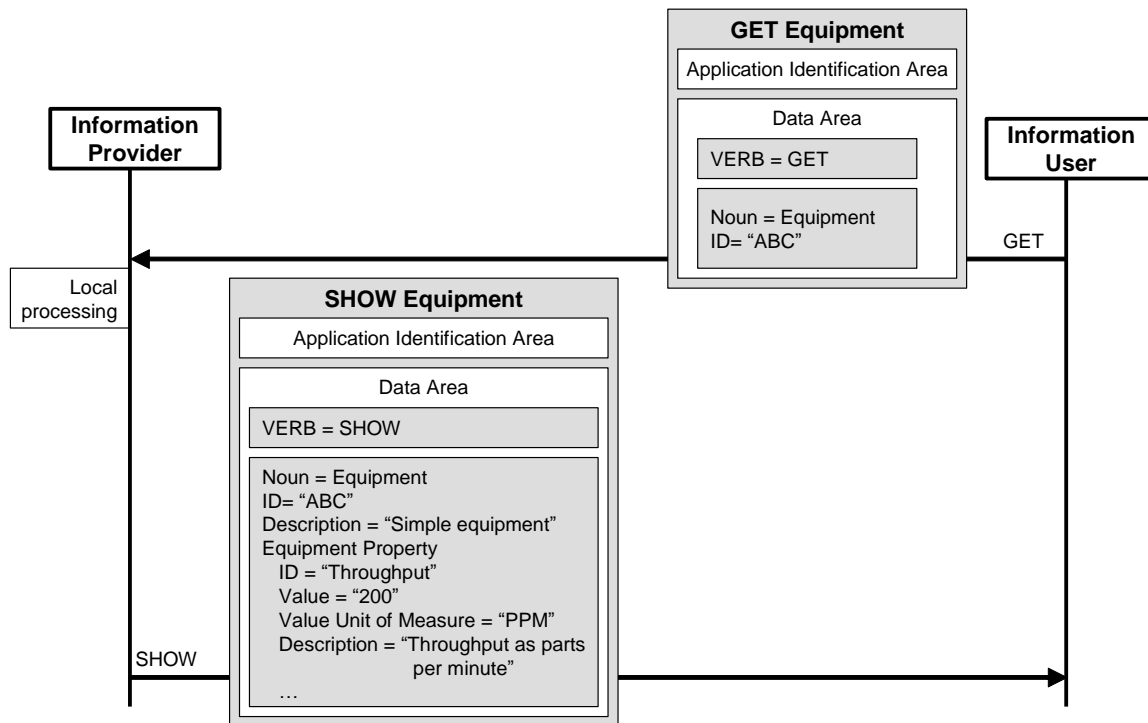 GET Equipment
Application Identification Area
Data Area
VERB = GET
Noun = Equipment
ID= “ABC”
Information
Provider
Information
User
GET
Local
processing
SHOW Equipment
Application Identification Area
Data Area
VERB = SHOW
Noun = Equipment
ID= “ABC”
Description = “Simple equipment”
Equipment Property
ID = “Throughput”
Value = “200”
Value Unit of Measure = “PPM”
Description = “Throughput as parts
per minute”
…
SHOW